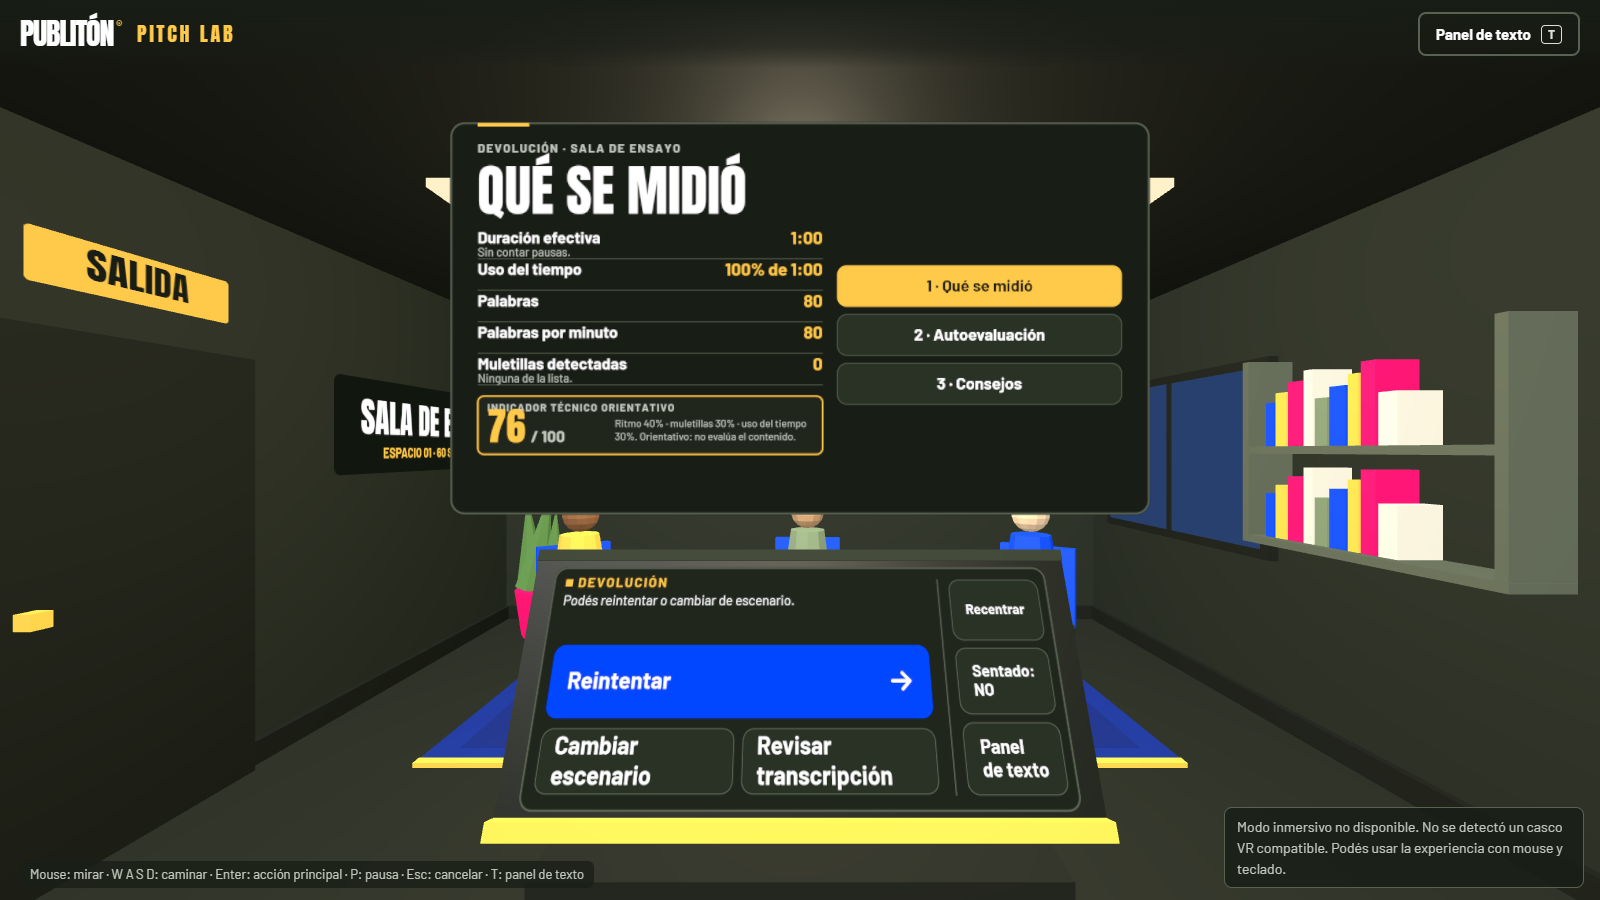 PUBLITÓN PITCH LAB
Panel de texto T
DEVOLUCIÓN · SALA DE ENSAYO
QUÉ SE MIDIÓ
Duración efectiva 1:00
Sin contar pausas.
Uso del tiempo 100% de 1:00
Palabras 80
Palabras por minuto 80
Muletillas detectadas 0
Ninguna de la lista.
INDICADOR TÉCNICO ORIENTATIVO
76 / 100
Ritmo 40% · muletillas 30% · uso del tiempo
30%. Orientativo: no evalúa el contenido.
1 · Qué se midió
2 · Autoevaluación
3 · Consejos
SALIDA
SALA DE E
ESPACIO 01 · 60 S
DEVOLUCIÓN
Podés reintentar o cambiar de escenario.
Reintentar
Cambiar
escenario
Revisar
transcripción
Recentrar
Sentado:
NO
Panel
de texto
Mouse: mirar · W A S D: caminar · Enter: acción principal · P: pausa · Esc: cancelar · T: panel de texto
Modo inmersivo no disponible. No se detectó un casco
VR compatible. Podés usar la experiencia con mouse y
teclado.